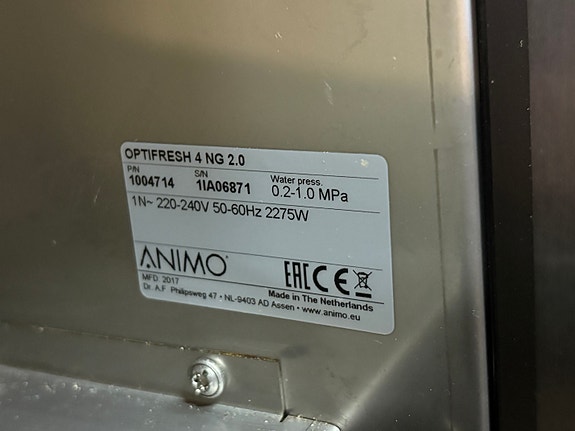 OPTIFRESH 4 NG 2.0
P/N S/N Water press.
1004714 1IA06871 0.2-1.0 MPa
1N~ 220-240V 50-60Hz 2275W
ANIMO® EAC CE
MFD. 2017
Made in The Netherlands
Dr. A.F. Philipsweg 47 • NL-9403 AD Assen • www.animo.eu